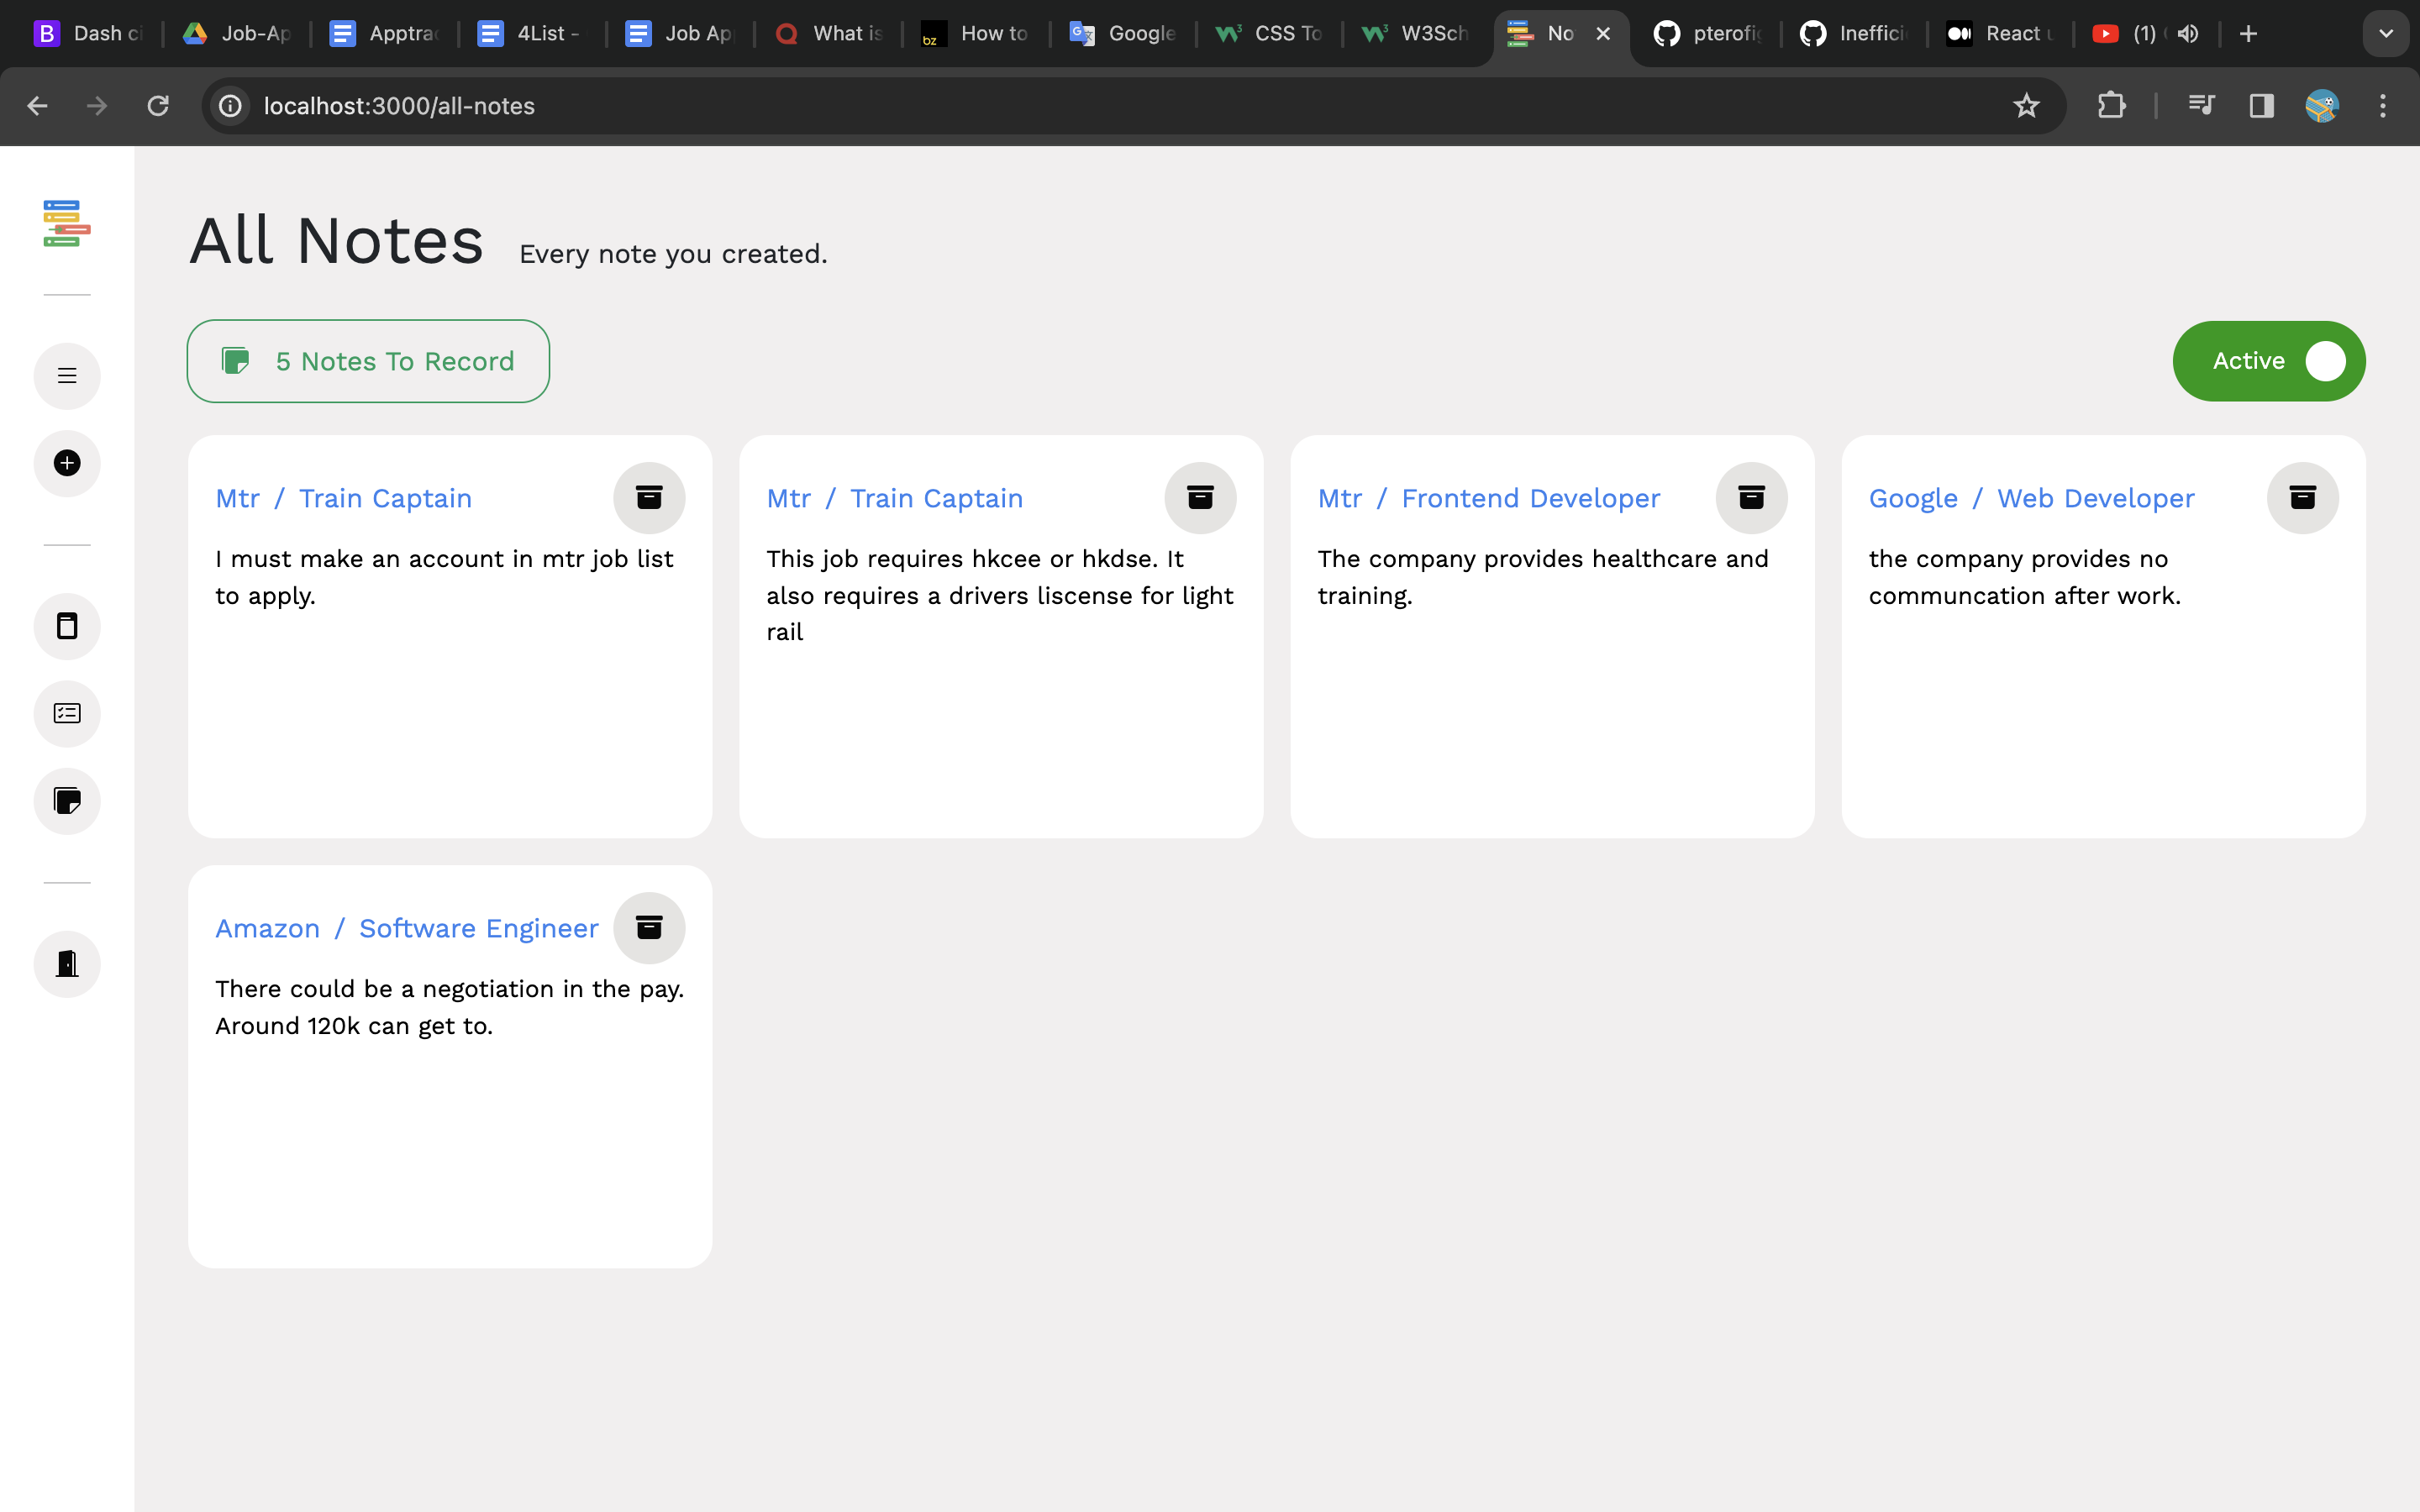 B Dash ci Job-Ap Apptrac 4List - Job App What is bz How to Google CSS To W3Sch No pterofig Ineffici React u (1)
localhost:3000/all-notes
All Notes Every note you created.
5 Notes To Record Active
Mtr / Train Captain
I must make an account in mtr job list
to apply.
Mtr / Train Captain
This job requires hkcee or hkdse. It
also requires a drivers liscense for light
rail
Mtr / Frontend Developer
The company provides healthcare and
training.
Google / Web Developer
the company provides no
communcation after work.
Amazon / Software Engineer
There could be a negotiation in the pay.
Around 120k can get to.